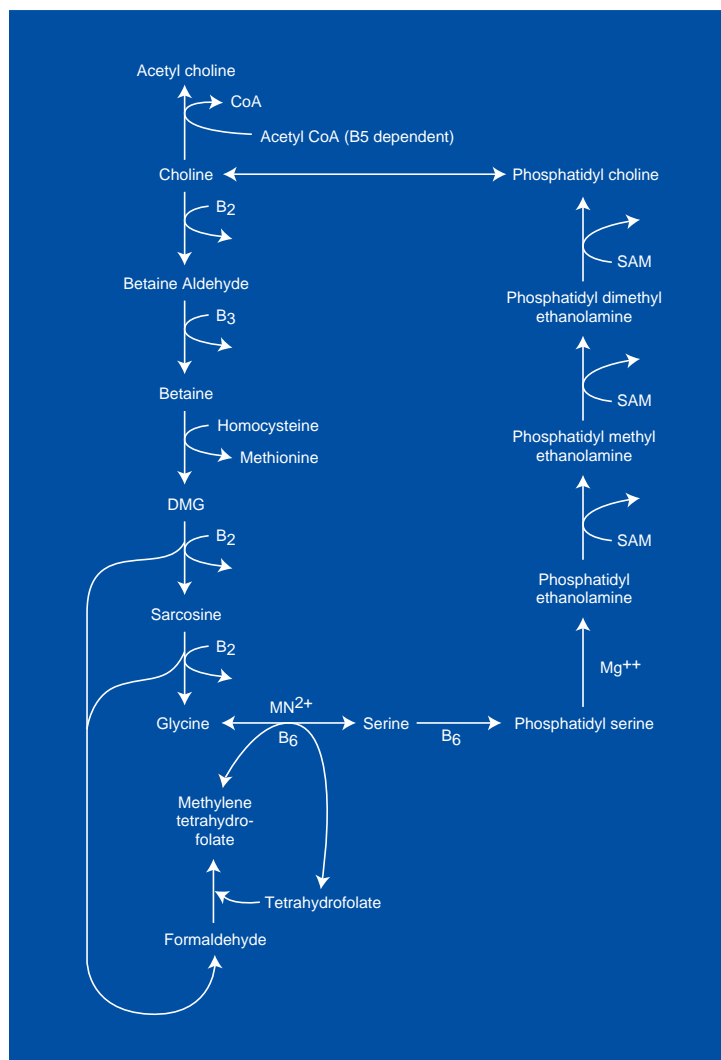 Acetyl choline
CoA
Acetyl CoA (B5 dependent)
Choline
Phosphatidyl choline
B2
SAM
Betaine Aldehyde
Phosphatidyl dimethyl
ethanolamine
B3
SAM
Betaine
Homocysteine
Phosphatidyl methyl
ethanolamine
Methionine
DMG
B2
SAM
Phosphatidyl
ethanolamine
Sarcosine
B2
Mg++
MN2+
Glycine
Serine
Phosphatidyl serine
B6
B6
Methylene
tetrahydro-
folate
Tetrahydrofolate
Formaldehyde